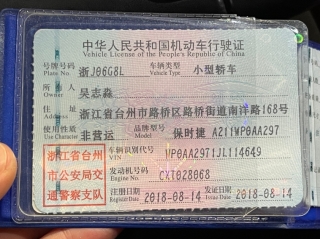 中华人民共和国机动车行驶证
Vehicle License of the People's Republic of China
号牌号码 浙J06G8L 车辆类型 小型轿车
Plate No. Vehicle Type
所有人 吴志淼
Owner
住址 浙江省台州市路桥区路桥街道南洋路168号
Address
使用性质 非营运 品牌型号 保时捷 A211WP0AA297
Use Character Model
浙江省台州
市公安局交
通警察支队
车辆识别代号 WP0AA2971JL114649
VIN
发动机号码 CXT028068
Engine No.
注册日期 2018-08-14 发证日期 2018-08-14
Register Date Issue Date